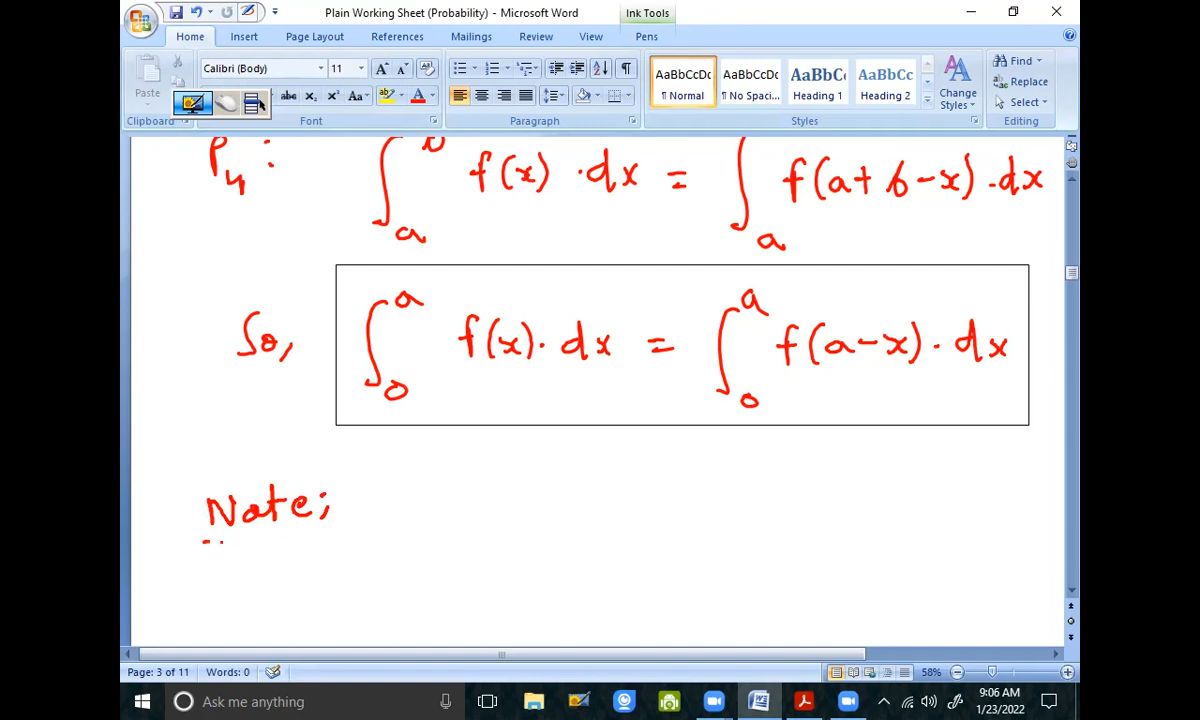 Plain Working Sheet (Probability) - Microsoft Word
Ink Tools
Home Insert Page Layout References Mailings Review View Pens
Paste
Clipboard
Calibri (Body) 11
Font
Paragraph
AaBbCcDc AaBbCcDc AaBbC AaBbCc
¶ Normal ¶ No Spaci... Heading 1 Heading 2
Change Styles
Styles
Find
Replace
Select
Editing
P₄: ∫ₐᵇ f(x) · dx = ∫ₐ f(a+b-x) · dx
So, ∫₀ᵃ f(x) · dx = ∫₀ᵃ f(a-x) · dx
Note;
Page: 3 of 11 Words: 0 58%
Ask me anything
9:06 AM
1/23/2022